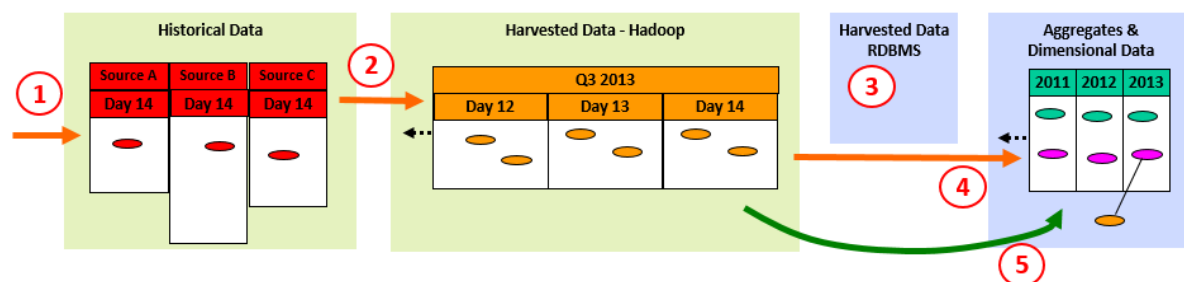 Historical Data
Harvested Data - Hadoop
Harvested Data
RDBMS
Aggregates &
Dimensional Data
1
2
3
Source A Source B Source C
Day 14 Day 14 Day 14
Q3 2013
Day 12 Day 13 Day 14
2011 2012 2013
4
5